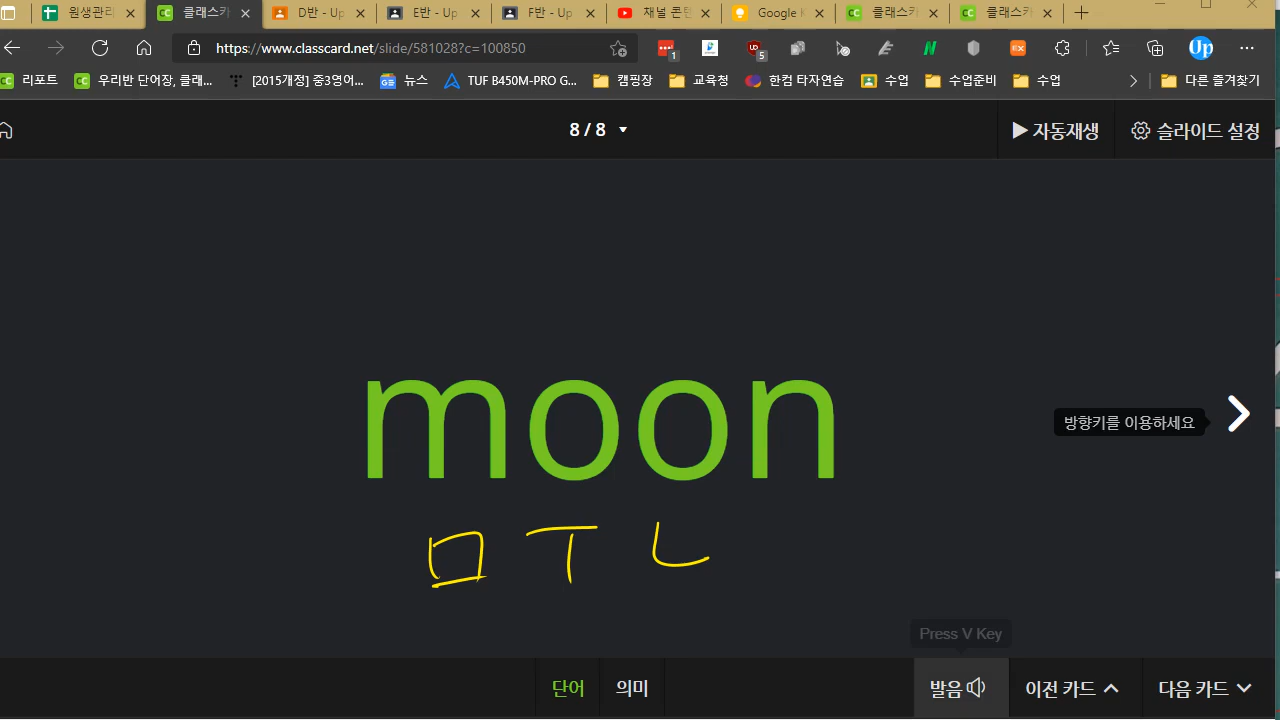 원생관리 클래스카 D반 - Up E반 - Up F반 - Up 채널 콘텐 Google 클래스카 클래스카
https://www.classcard.net/slide/581028?c=100850 1 UD 5 N EX Up
리포트 우리반 단어장, 클래... [2015개정] 중3영어... 뉴스 TUF B450M-PRO G... 캠핑장 교육청 한컴 타자연습 수업 수업준비 수업 다른 즐겨찾기
8 / 8 자동재생 슬라이드 설정
moon
방향키를 이용하세요
ㅁ ㅜ ㄴ
Press V Key
단어 의미 발음 이전 카드 다음 카드